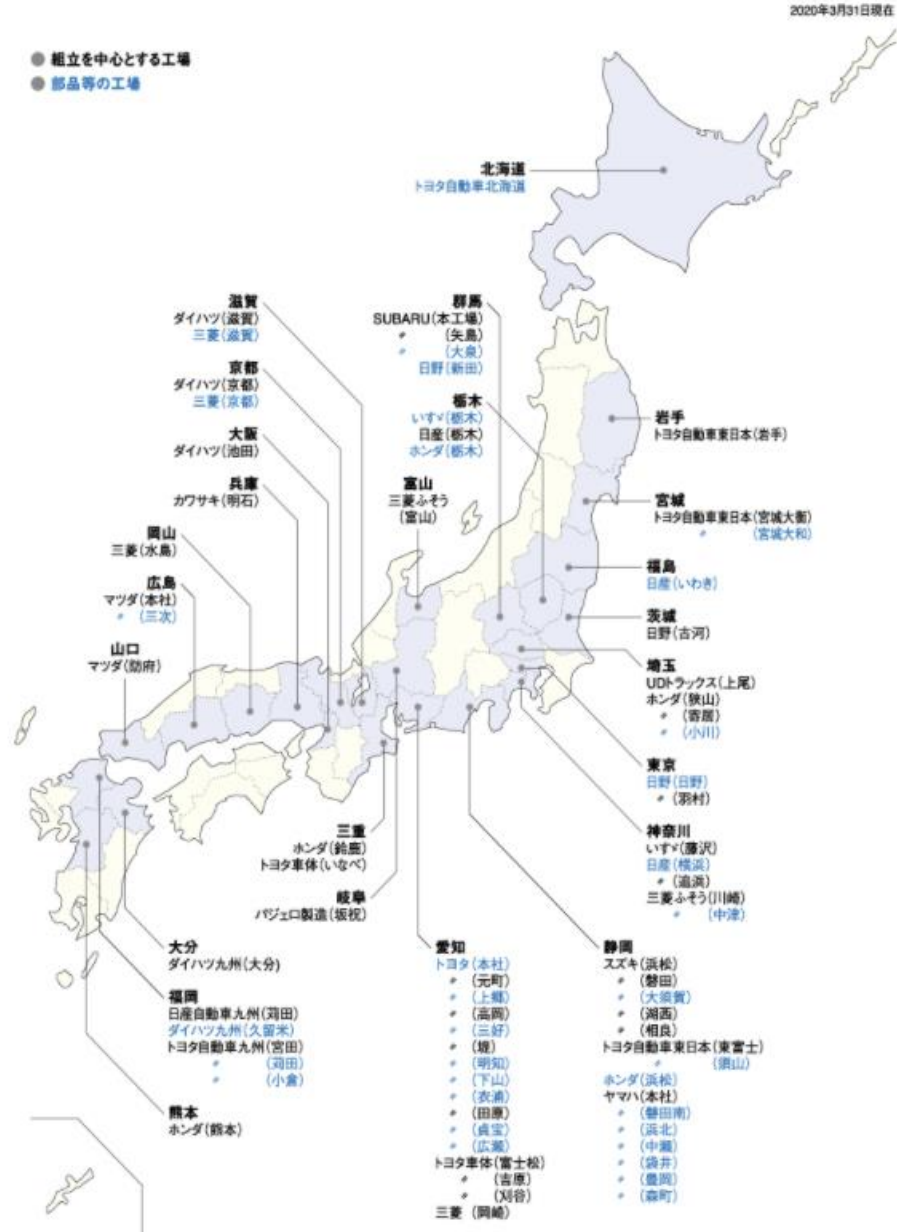 2020年3月31日現在
組立を中心とする工場
部品等の工場
北海道
トヨタ自動車北海道
滋賀
ダイハツ(滋賀)
三菱(滋賀)
京都
ダイハツ(京都)
三菱(京都)
大阪
ダイハツ(池田)
兵庫
カワサキ(明石)
岡山
三菱(水島)
広島
マツダ(本社)
〃 (三次)
山口
マツダ(防府)
群馬
SUBARU(本工場)
〃 (矢島)
〃 (大泉)
日野(新田)
栃木
いすゞ(栃木)
日産(栃木)
ホンダ(栃木)
富山
三菱ふそう
(富山)
岩手
トヨタ自動車東日本(岩手)
宮城
トヨタ自動車東日本(宮城大衡)
〃 (宮城大和)
福島
日産(いわき)
茨城
日野(古河)
埼玉
UDトラックス(上尾)
ホンダ(狭山)
〃 (寄居)
〃 (小川)
東京
日野(日野)
〃 (羽村)
神奈川
いすゞ(藤沢)
日産(横浜)
〃 (追浜)
三菱ふそう(川崎)
〃 (中津)
三重
ホンダ(鈴鹿)
トヨタ車体(いなべ)
岐阜
パジェロ製造(坂祝)
大分
ダイハツ九州(大分)
福岡
日産自動車九州(苅田)
ダイハツ九州(久留米)
トヨタ自動車九州(宮田)
〃 (苅田)
〃 (小倉)
熊本
ホンダ(熊本)
愛知
トヨタ(本社)
〃 (元町)
〃 (上郷)
〃 (高岡)
〃 (三好)
〃 (堤)
〃 (明知)
〃 (下山)
〃 (衣浦)
〃 (田原)
〃 (貞宝)
〃 (広瀬)
トヨタ車体(富士松)
〃 (吉原)
〃 (刈谷)
三菱 (岡崎)
静岡
スズキ(浜松)
〃 (磐田)
〃 (大須賀)
〃 (湖西)
〃 (相良)
トヨタ自動車東日本(東富士)
〃 (須山)
ホンダ(浜松)
ヤマハ(本社)
〃 (磐田南)
〃 (浜北)
〃 (中瀬)
〃 (袋井)
〃 (豊岡)
〃 (森町)